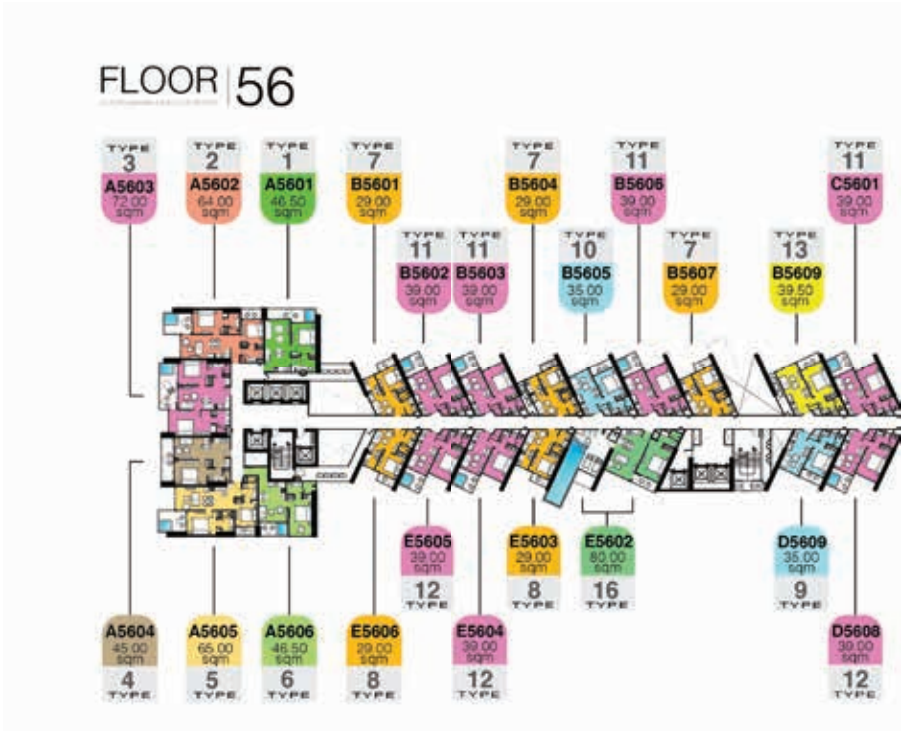 FLOOR | 56
TYPE
3
A5603
72.00
sqm
TYPE
2
A5602
64.00
sqm
TYPE
1
A5601
46.50
sqm
TYPE
7
B5601
29.00
sqm
TYPE
7
B5604
29.00
sqm
TYPE
11
B5606
39.00
sqm
TYPE
11
C5601
39.00
sqm
TYPE
11
B5602
39.00
sqm
TYPE
11
B5603
39.00
sqm
TYPE
10
B5605
35.00
sqm
TYPE
7
B5607
29.00
sqm
TYPE
13
B5609
39.50
sqm
E5605
39.00
sqm
12
TYPE
E5603
29.00
sqm
8
TYPE
E5602
80.00
sqm
16
TYPE
D5609
35.00
sqm
9
TYPE
A5604
45.00
sqm
4
TYPE
A5605
65.00
sqm
5
TYPE
A5606
46.50
sqm
6
TYPE
E5606
29.00
sqm
8
TYPE
E5604
39.00
sqm
12
TYPE
D5608
39.00
sqm
12
TYPE